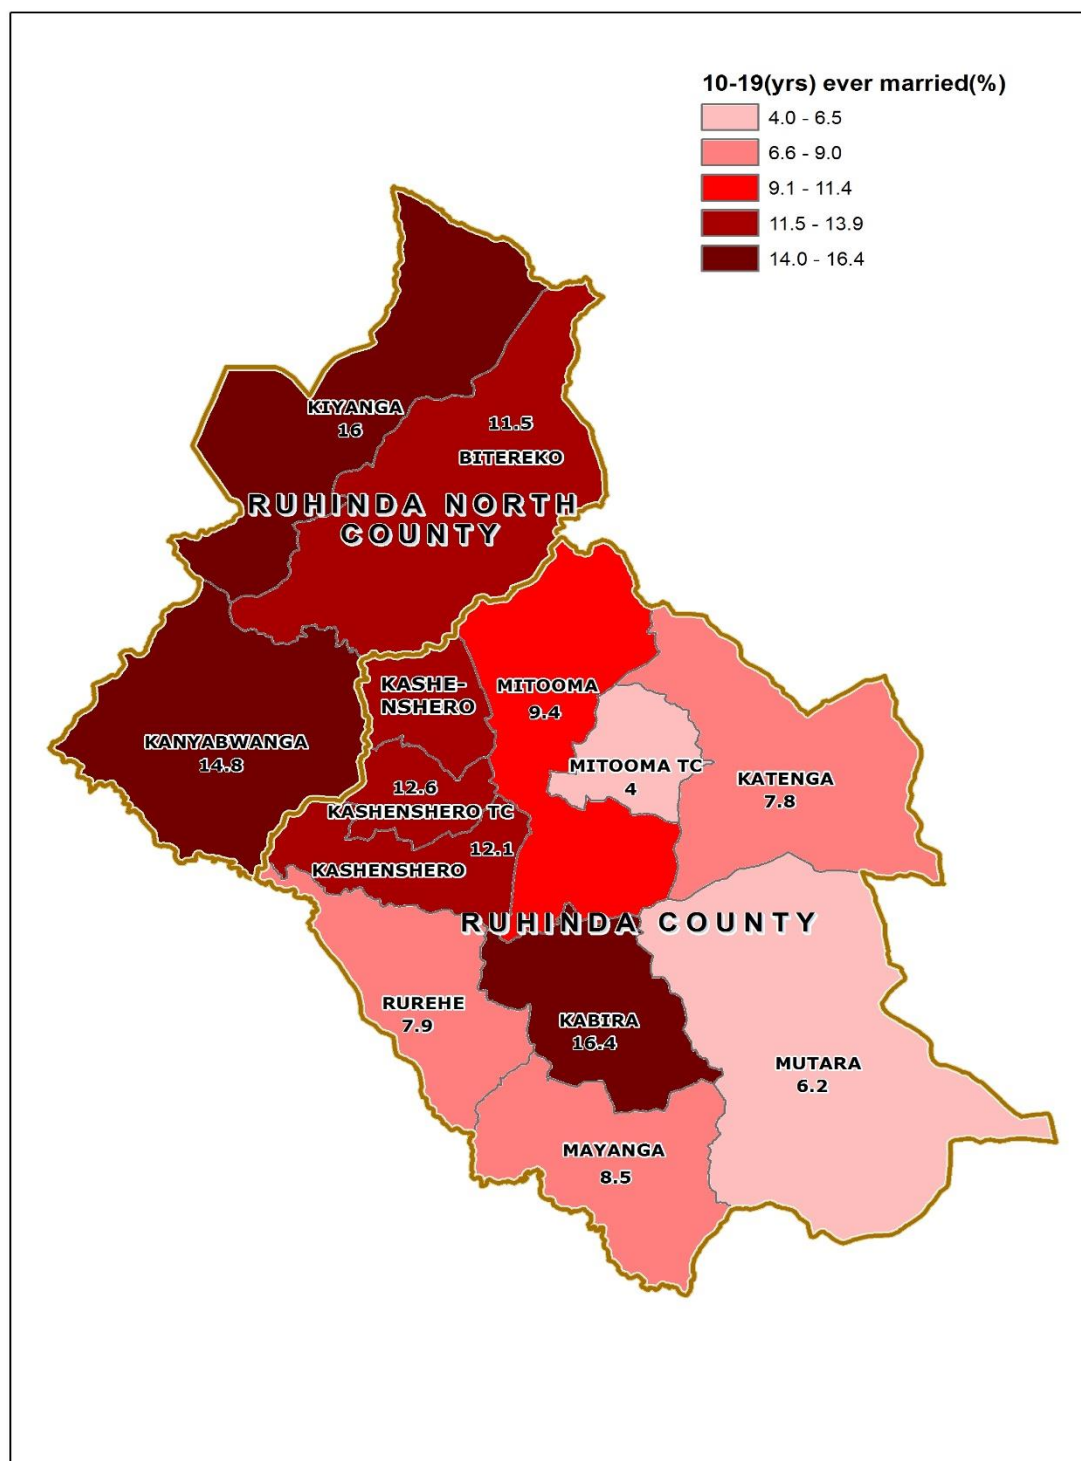 10-19(yrs) ever married(%)
4.0 - 6.5
6.6 - 9.0
9.1 - 11.4
11.5 - 13.9
14.0 - 16.4
KIYANGA
16
11.5
BITEREKO
RUHINDA NORTH
COUNTY
KASHE-
NSHERO
MITOOMA
9.4
KANYABWANGA
14.8
MITOOMA TC
4
KATENGA
7.8
12.6
KASHENSHERO TC
12.1
KASHENSHERO
RUHINDA COUNTY
RUREHE
7.9
KABIRA
16.4
MUTARA
6.2
MAYANGA
8.5